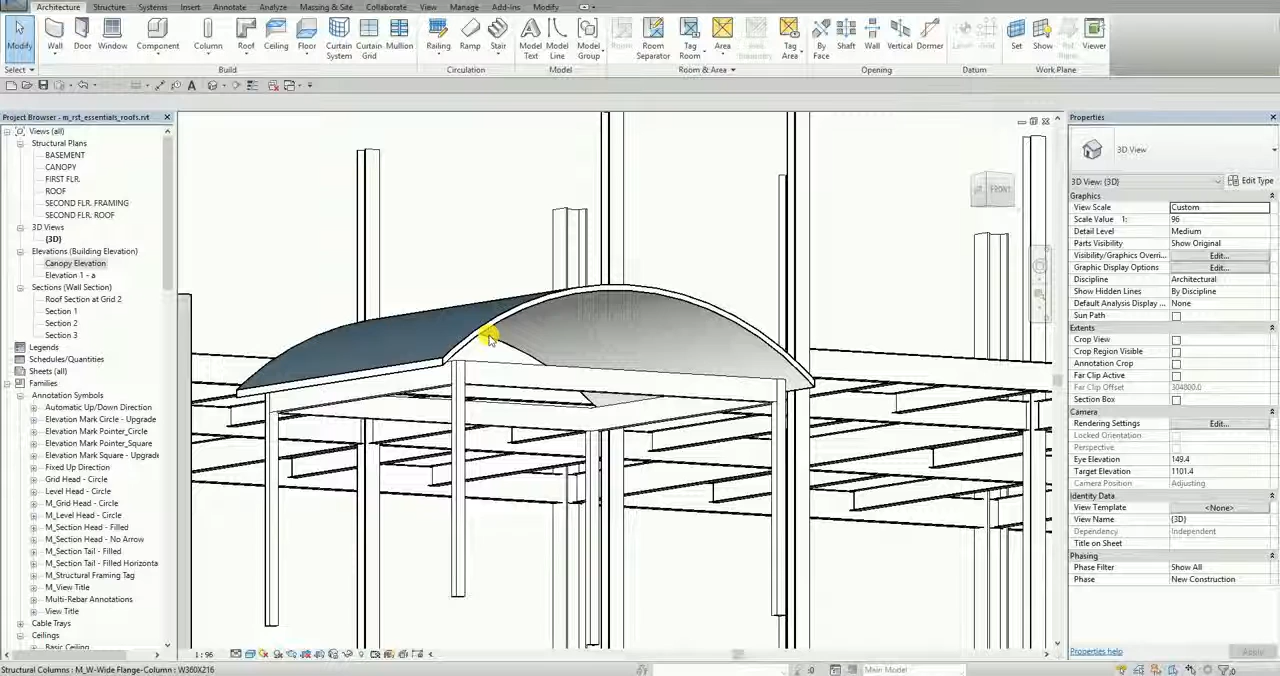 Architecture Structure Systems Insert Annotate Analyze Massing & Site Collaborate View Manage Add-Ins Modify
Modify Wall Door Window Component Column Roof Ceiling Floor Curtain System Curtain Grid Mullion Railing Ramp Stair Model Text Model Line Model Group Room Room Separator Tag Room Area Area Boundary Tag Area By Face Shaft Wall Vertical Dormer Level Grid Set Show Ref Plane Viewer
Select Build Circulation Model Room & Area Opening Datum Work Plane
Project Browser - m_rst_essentials_roofs.rvt
Views (all)
Structural Plans
BASEMENT
CANOPY
FIRST FLR.
ROOF
SECOND FLR. FRAMING
SECOND FLR. ROOF
3D Views
{3D}
Elevations (Building Elevation)
Canopy Elevation
Elevation 1 - a
Sections (Wall Section)
Roof Section at Grid 2
Section 1
Section 2
Section 3
Legends
Schedules/Quantities
Sheets (all)
Families
Annotation Symbols
Automatic Up/Down Direction
Elevation Mark Circle - Upgrade
Elevation Mark Pointer_Circle
Elevation Mark Pointer_Square
Elevation Mark Square - Upgrade
Fixed Up Direction
Grid Head - Circle
Level Head - Circle
M_Grid Head - Circle
M_Level Head - Circle
M_Section Head - Filled
M_Section Head - No Arrow
M_Section Tail - Filled
M_Section Tail - Filled Horizonta
M_Structural Framing Tag
M_View Title
Multi-Rebar Annotations
View Title
Cable Trays
Ceilings
Basic Ceiling
FRONT
1 : 96
Properties
3D View
3D View: {3D} Edit Type
Graphics
View Scale Custom
Scale Value 1: 96
Detail Level Medium
Parts Visibility Show Original
Visibility/Graphics Overri... Edit...
Graphic Display Options Edit...
Discipline Architectural
Show Hidden Lines By Discipline
Default Analysis Display ... None
Sun Path
Extents
Crop View
Crop Region Visible
Annotation Crop
Far Clip Active
Far Clip Offset 304800.0
Section Box
Camera
Rendering Settings Edit...
Locked Orientation
Perspective
Eye Elevation 149.4
Target Elevation 1101.4
Camera Position Adjusting
Identity Data
View Template <None>
View Name {3D}
Dependency Independent
Title on Sheet
Phasing
Phase Filter Show All
Phase New Construction
Properties help Apply
Structural Columns : M_W-Wide Flange-Column : W360X216 :0 Main Model :0